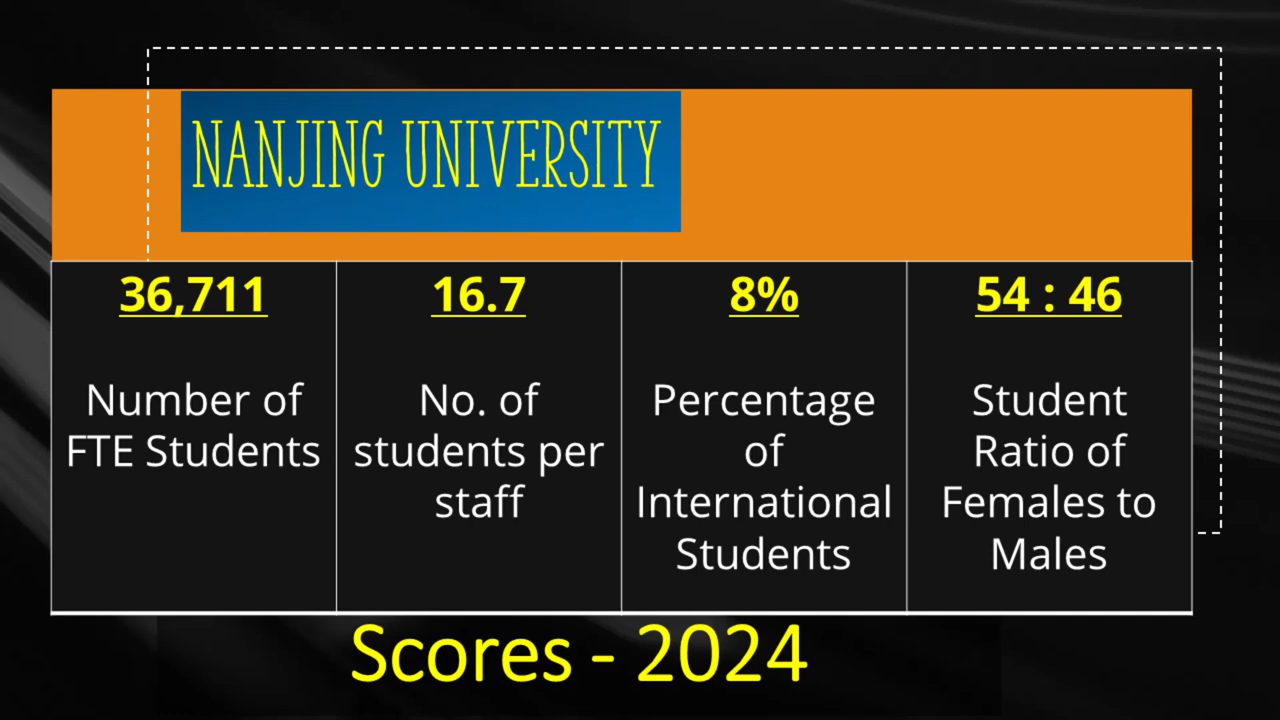 NANJING UNIVERSITY
36,711
Number of
FTE Students
16.7
No. of
students per
staff
8%
Percentage
of
International
Students
54 : 46
Student
Ratio of
Females to
Males
Scores - 2024